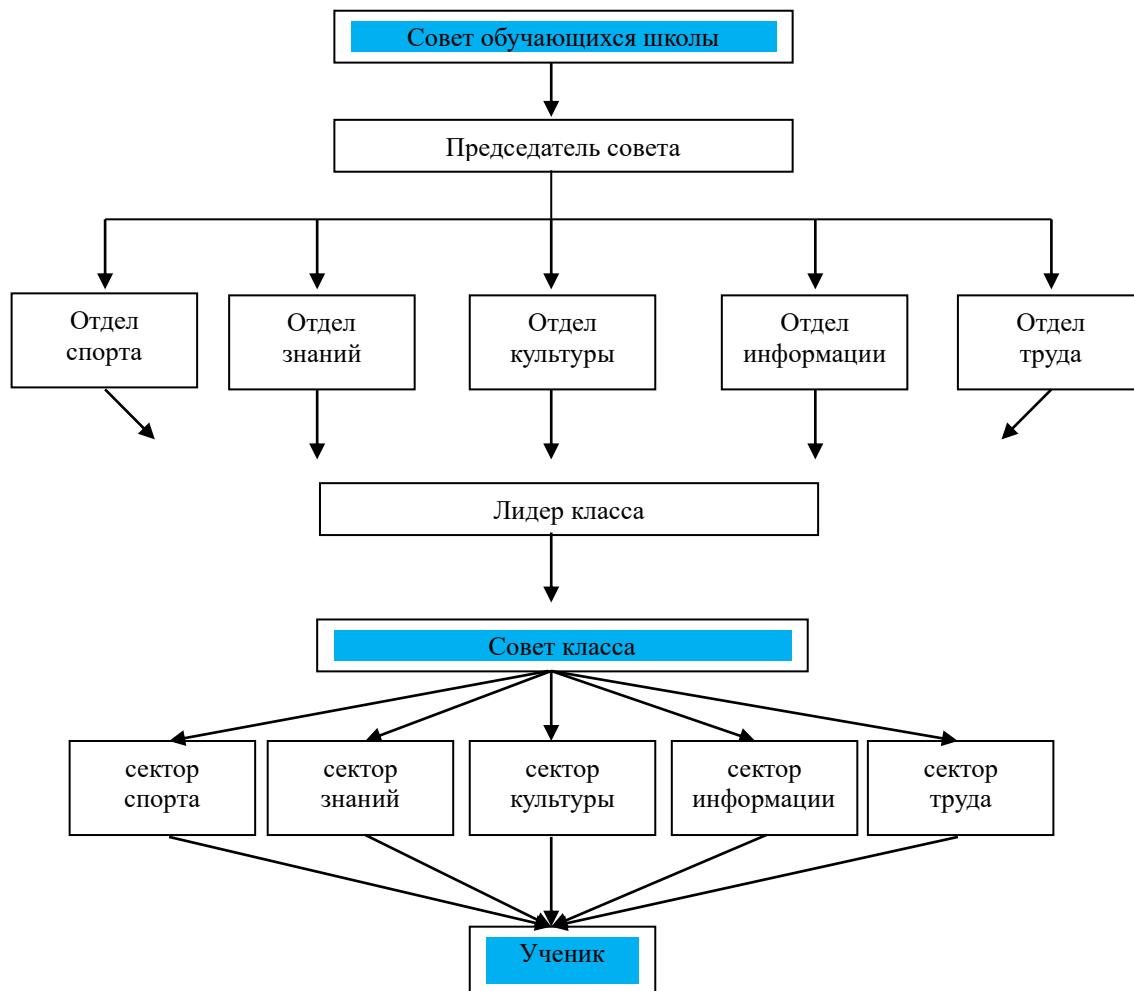 Совет обучающихся школы
Председатель совета
Отдел
спорта
Отдел
знаний
Отдел
культуры
Отдел
информации
Отдел
труда
Лидер класса
Совет класса
сектор
спорта
сектор
знаний
сектор
культуры
сектор
информации
сектор
труда
Ученик